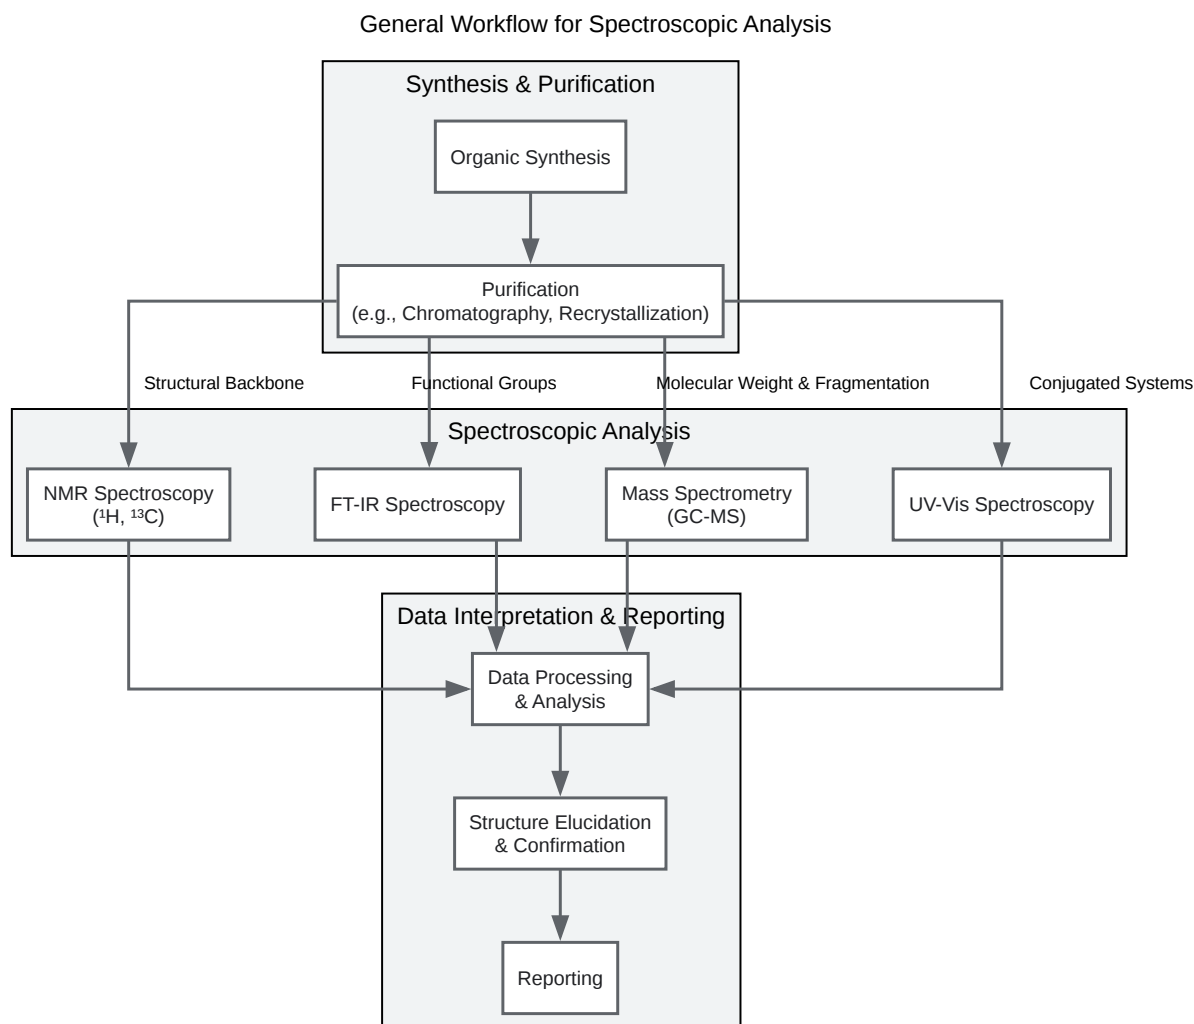 General Workflow for Spectroscopic Analysis
Synthesis & Purification
Organic Synthesis
Purification
(e.g., Chromatography, Recrystallization)
Structural Backbone
Functional Groups
Molecular Weight & Fragmentation
Conjugated Systems
Spectroscopic Analysis
NMR Spectroscopy
(¹H, ¹³C)
FT-IR Spectroscopy
Mass Spectrometry
(GC-MS)
UV-Vis Spectroscopy
Data Interpretation & Reporting
Data Processing
& Analysis
Structure Elucidation
& Confirmation
Reporting